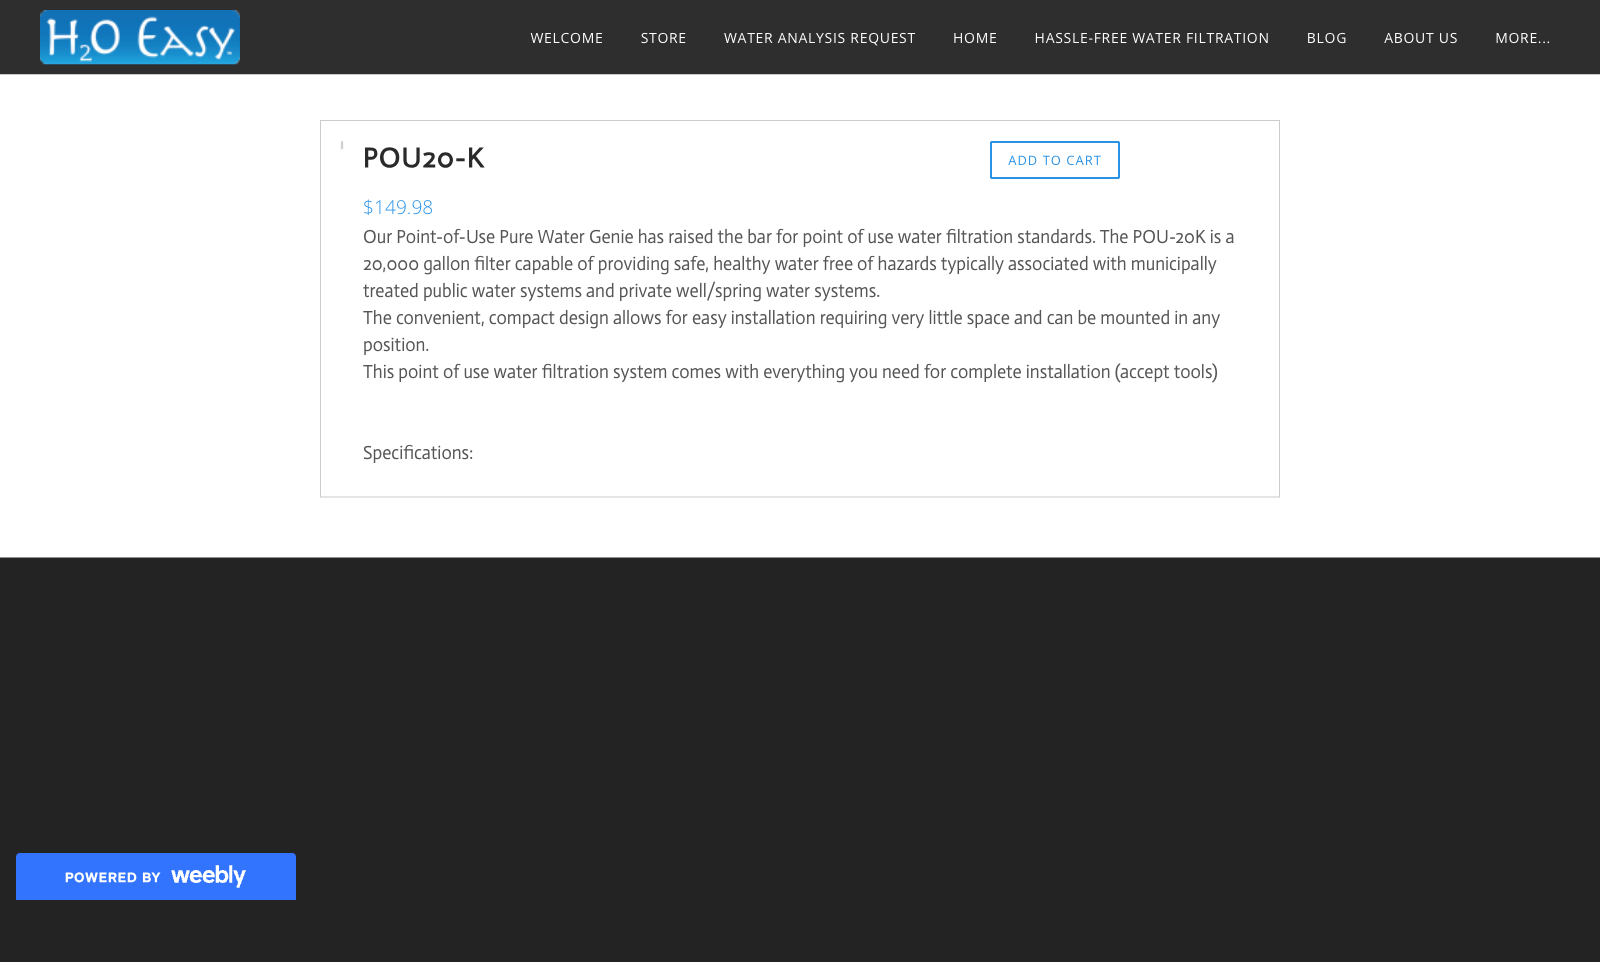 H2O Easy
WELCOME STORE WATER ANALYSIS REQUEST HOME HASSLE-FREE WATER FILTRATION BLOG ABOUT US MORE...
POU20-K
ADD TO CART
$149.98
Our Point-of-Use Pure Water Genie has raised the bar for point of use water filtration standards. The POU-20K is a
20,000 gallon filter capable of providing safe, healthy water free of hazards typically associated with municipally
treated public water systems and private well/spring water systems.
The convenient, compact design allows for easy installation requiring very little space and can be mounted in any
position.
This point of use water filtration system comes with everything you need for complete installation (accept tools)
Specifications:
POWERED BY weebly